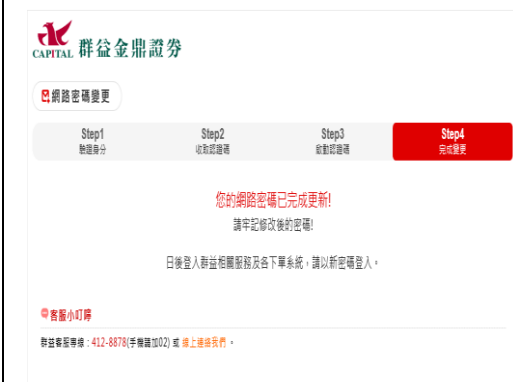 CAPITAL 群益金鼎證券
網路密碼變更
Step1
驗證身分
Step2
收取認證碼
Step3
啟動認證碼
Step4
完成變更
您的網路密碼已完成更新!
請牢記修改後的密碼!
日後登入群益相關服務及各下單系統，請以新密碼登入。
客服小叮嚀
群益客服專線：412-8878(手機請加02) 或 線上連絡我們 。